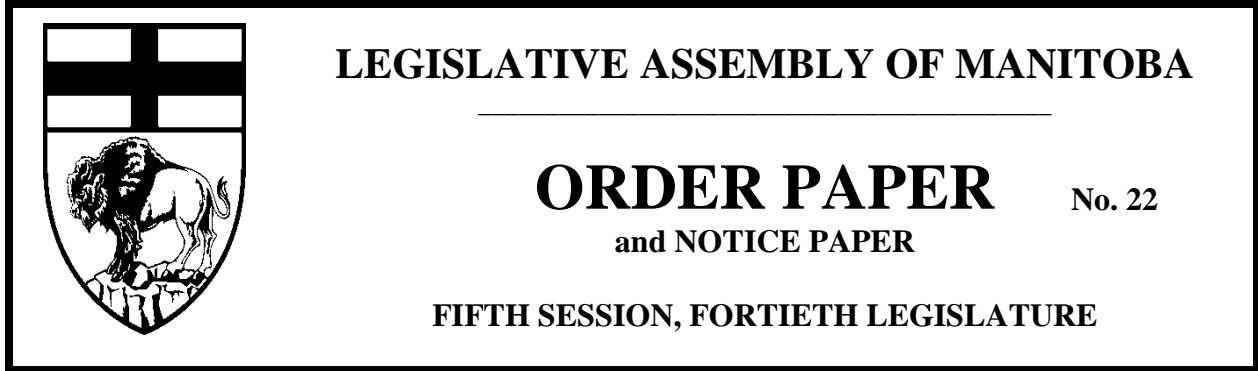 LEGISLATIVE ASSEMBLY OF MANITOBA
ORDER PAPER No. 22
and NOTICE PAPER
FIFTH SESSION, FORTIETH LEGISLATURE